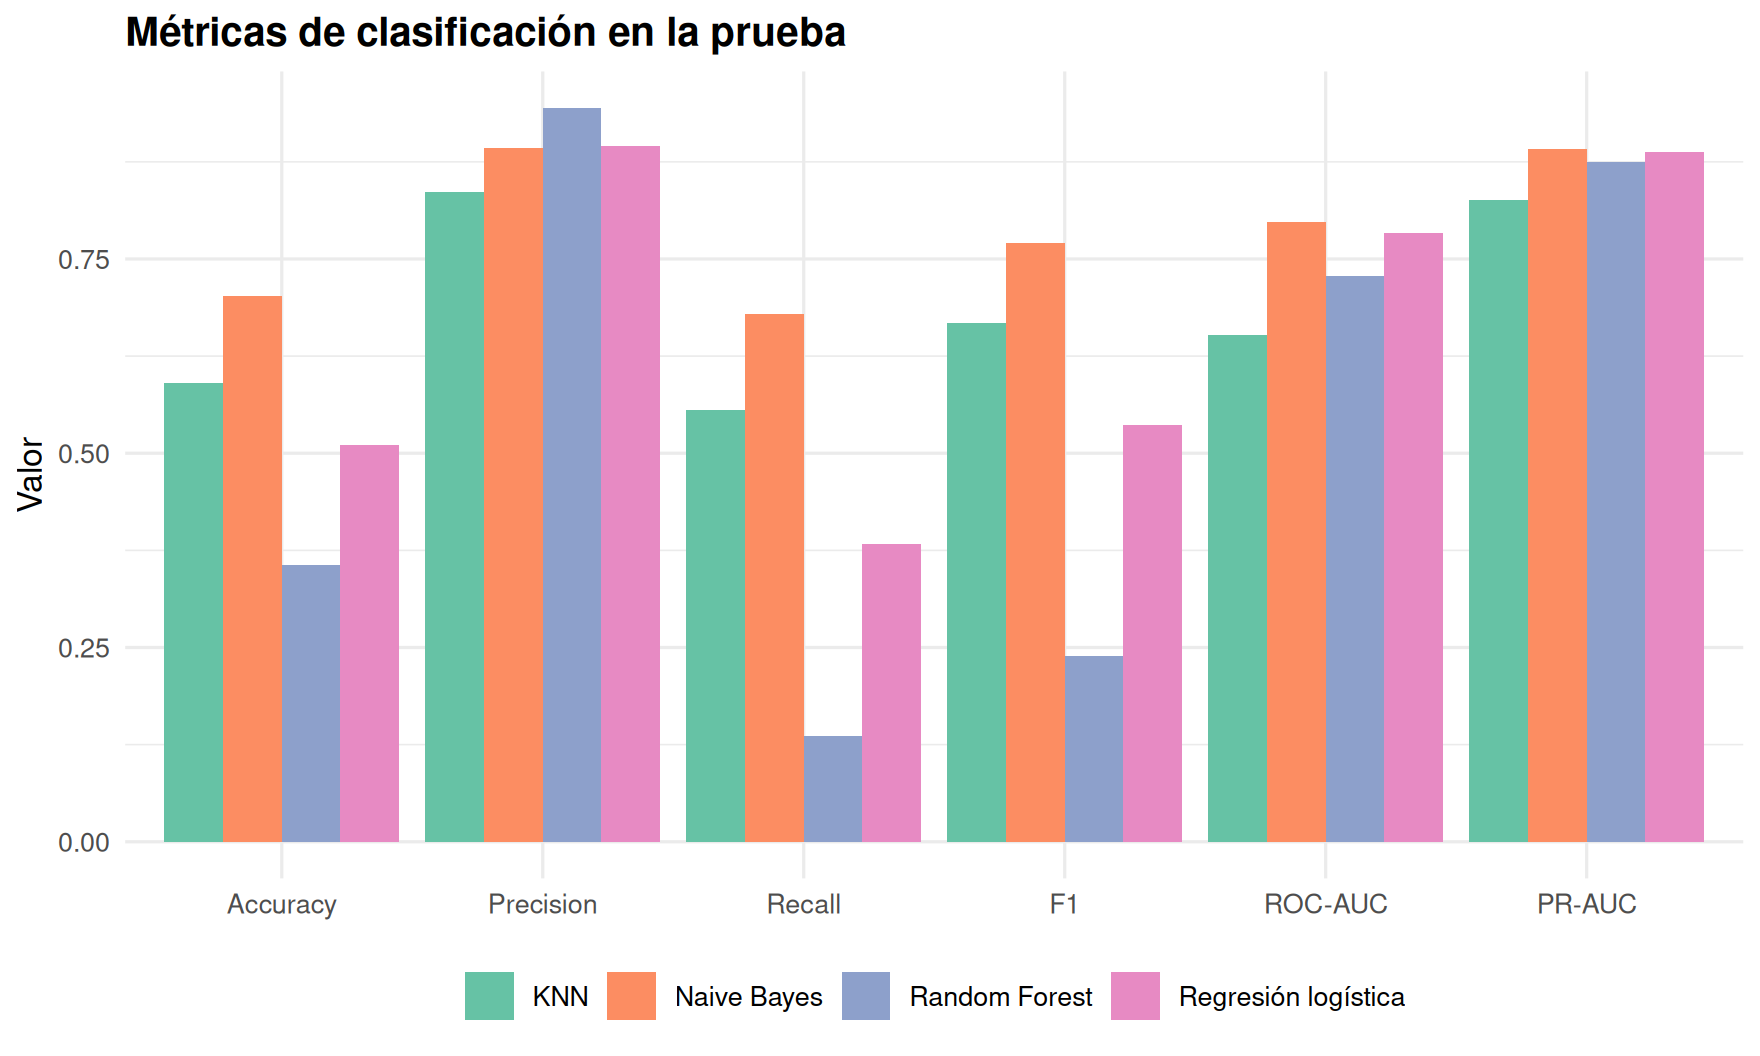 Métricas de clasificación en la prueba
Valor
0.75
0.50
0.25
0.00
Accuracy Precision Recall F1 ROC-AUC PR-AUC
KNN Naive Bayes Random Forest Regresión logística